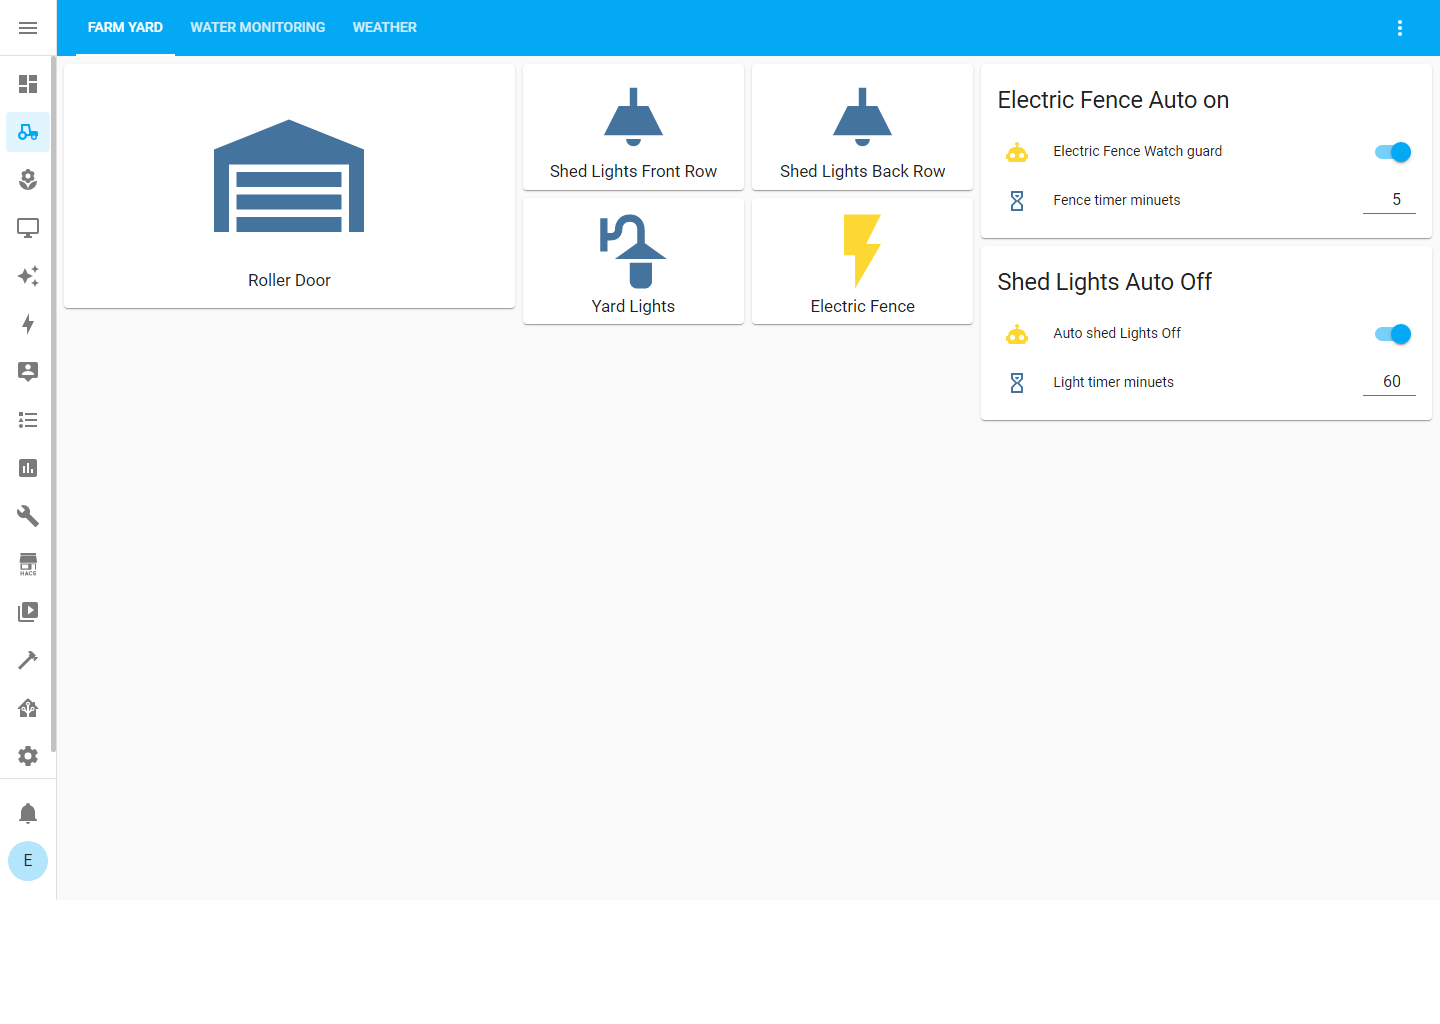 FARM YARD
WATER MONITORING
WEATHER
Roller Door
Shed Lights Front Row
Shed Lights Back Row
Yard Lights
Electric Fence
Electric Fence Auto on
Electric Fence Watch guard
Fence timer minuets
5
Shed Lights Auto Off
Auto shed Lights Off
Light timer minuets
60
HACS
E